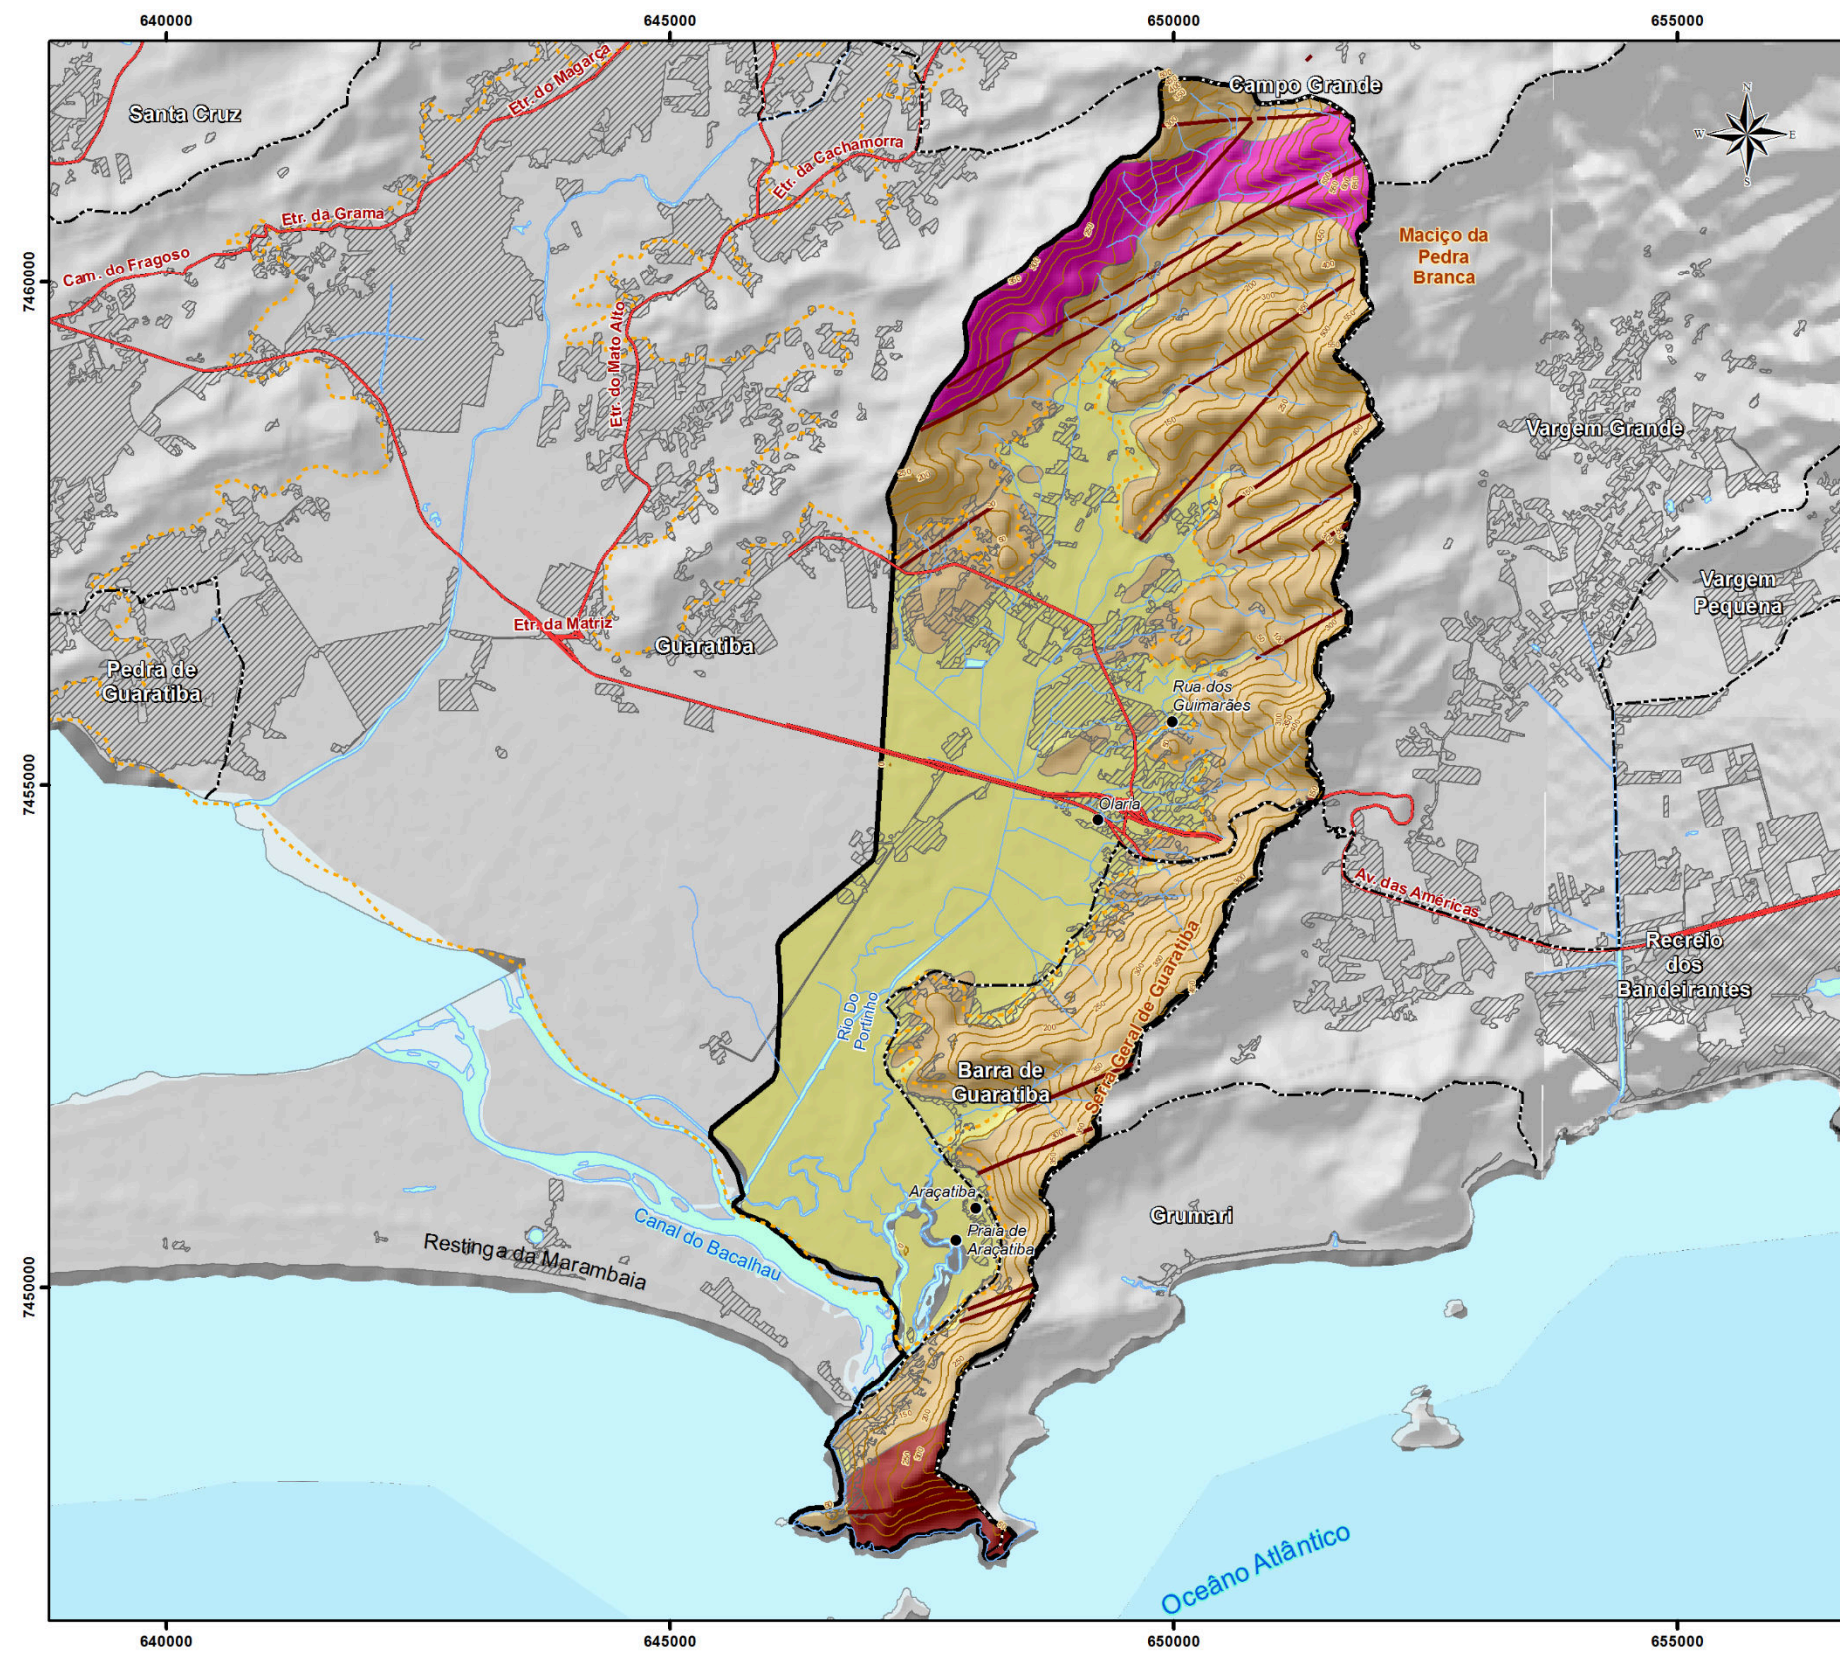 640000
645000
650000
655000
Campo Grande
Santa Cruz
Etr. do Magarça
Etr. da Cachamorra
N
W
E
S
Etr. da Grama
Cam. do Fragoso
Maciço da
Pedra
Branca
7460000
Etr. do Mato Alto
Vargem Grande
Vargem
Pequena
Etr. da Matriz
Guaratiba
Pedra de
Guaratiba
Rua dos
Guimarães
7455000
Olaria
Av. das Américas
Recreio
dos
Bandeirantes
Serra Geral de Guaratiba
Rio Do
Portinho
Barra de
Guaratiba
Araçatiba
Praia de
Araçatiba
Grumari
Canal do Bacalhau
Restinga da Marambaia
7450000
Oceâno Atlântico
640000
645000
650000
655000